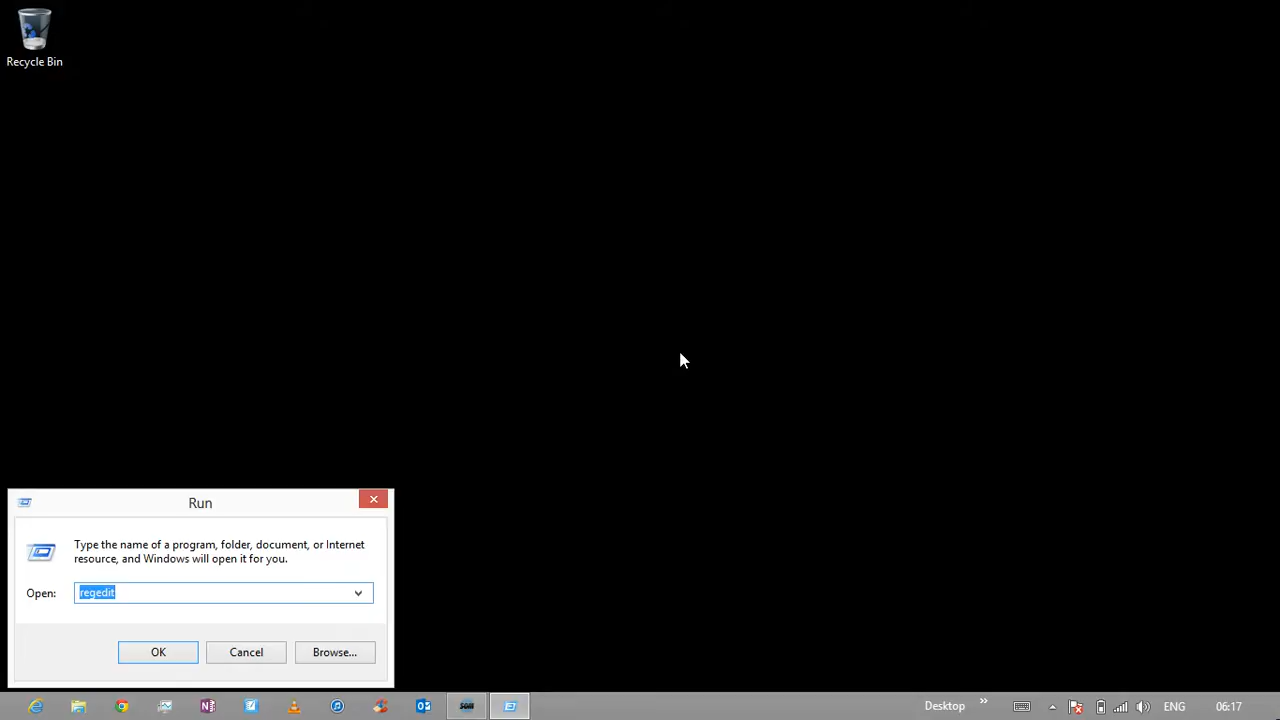 Recycle Bin
Run
Type the name of a program, folder, document, or Internet
resource, and Windows will open it for you.
Open:
regedit
OK
Cancel
Browse...
Desktop
ENG
06:17